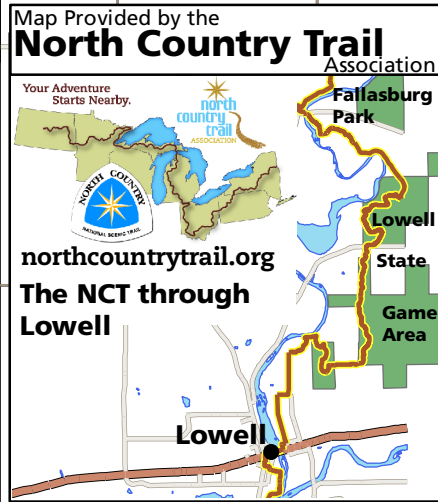 Map Provided by the
North Country Trail
Association
Your Adventure
Starts Nearby.
north
country
trail
ASSOCIATION
NORTH COUNTRY
NATIONAL SCENIC TRAIL
northcountrytrail.org
The NCT through
Lowell
Fallasburg
Park
Lowell
State
Game
Area
Lowell